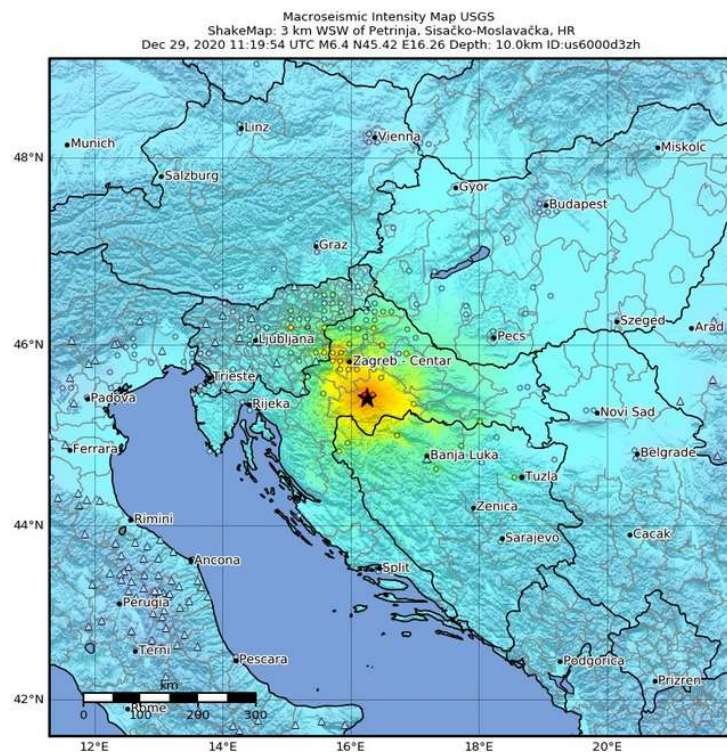 Macroseismic Intensity Map USGS
ShakeMap: 3 km WSW of Petrinja, Sisačko-Moslavačka, HR
Dec 29, 2020 11:19:54 UTC M6.4 N45.42 E16.26 Depth: 10.0km ID:us6000d3zh
Linz
Vienna
Munich
Miskolc
48°N
Salzburg
Gyor
Budapest
Graz
Szeged
Arad
46°N
Ljubljana
Pecs
Zagreb - Centar
Trieste
Padova
Rijeka
Novi Sad
Ferrara
Banja Luka
Belgrade
Tuzla
Zenica
Rimini
44°N
Sarajevo
Cacak
Ancona
Split
Perugia
Terni
Pescara
Podgorica
Prizren
km
42°N
0 100 200 300
Rome
12°E 14°E 16°E 18°E 20°E